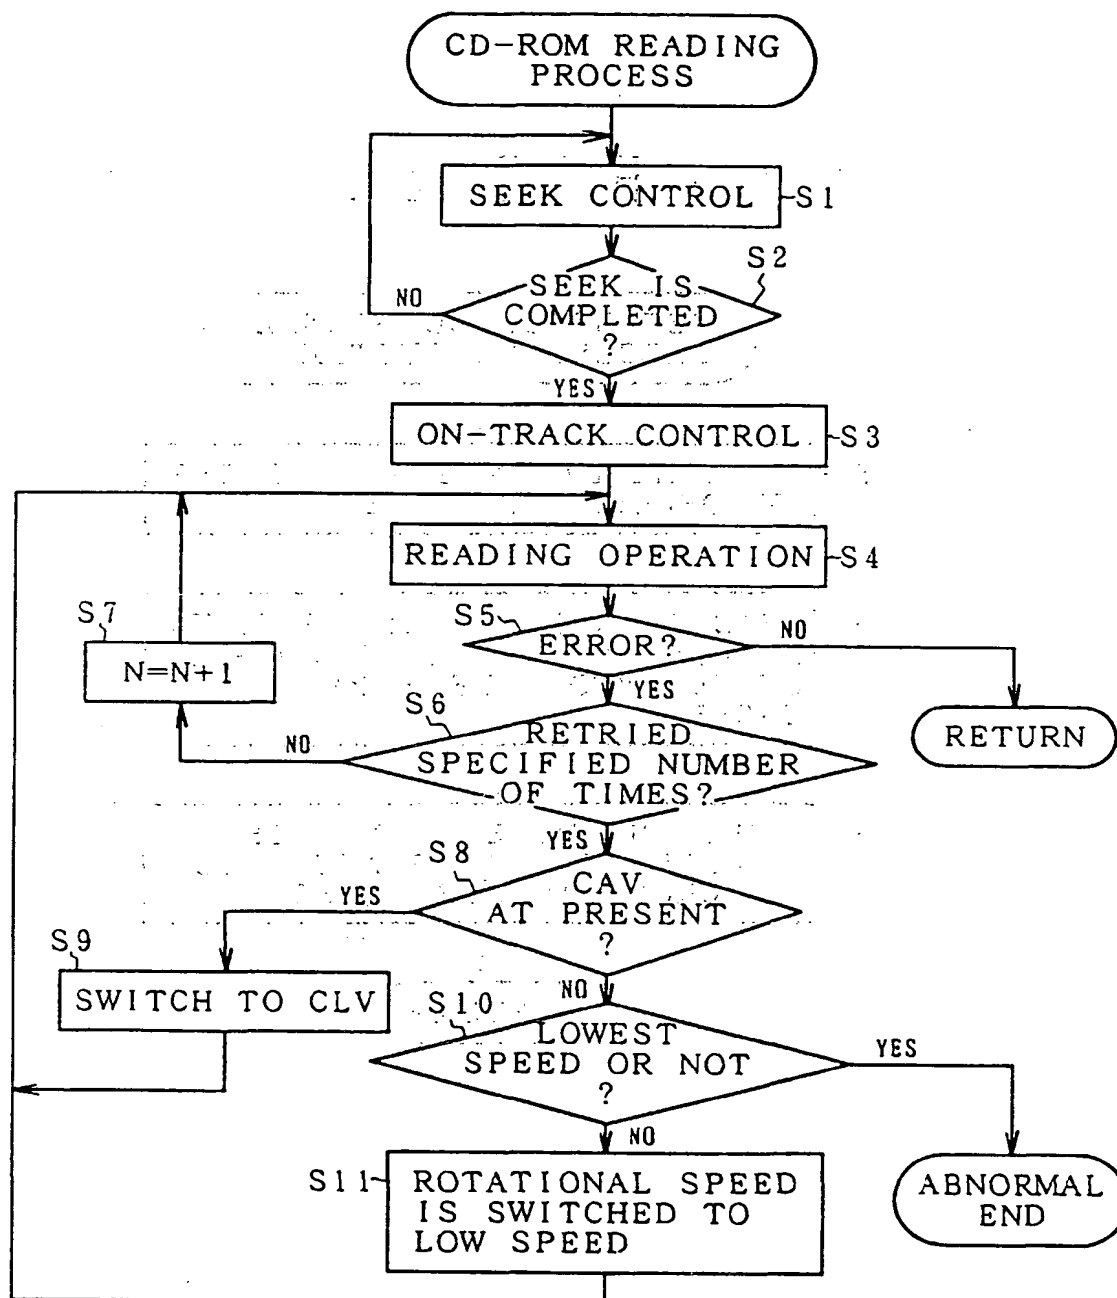 CD-ROM READING
PROCESS
SEEK CONTROL
S1
S2
SEEK IS
COMPLETED
?
NO
YES
ON-TRACK CONTROL
S3
READING OPERATION
S4
S5
ERROR?
NO
S7
N=N+1
YES
RETURN
S6
RETRIED
SPECIFIED NUMBER
OF TIMES?
NO
YES
S8
CAV
AT PRESENT
?
YES
S9
SWITCH TO CLV
NO
S10
LOWEST
SPEED OR NOT
?
YES
NO
S11
ROTATIONAL SPEED
IS SWITCHED TO
LOW SPEED
ABNORMAL
END